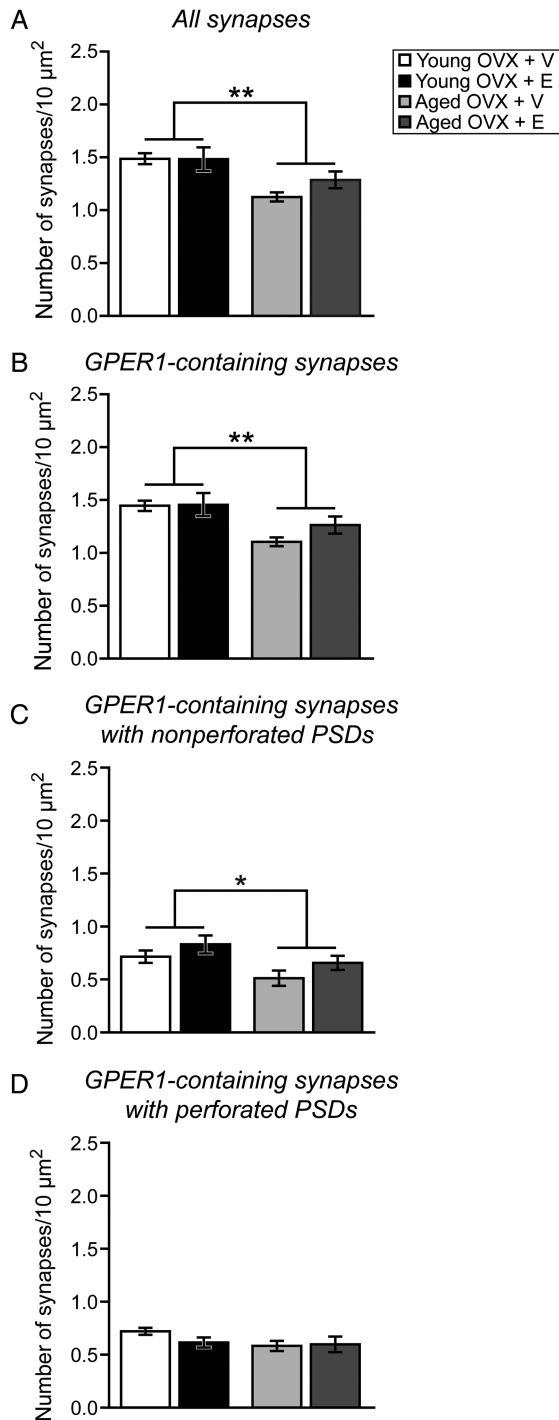 A
All synapses
Young OVX + V
Young OVX + E
Aged OVX + V
Aged OVX + E
Number of synapses/10 µm²
2.5
2.0
1.5
1.0
0.5
0.0
**
B
GPER1-containing synapses
Number of synapses/10 µm²
2.5
2.0
1.5
1.0
0.5
0.0
**
C
GPER1-containing synapses
with nonperforated PSDs
Number of synapses/10 µm²
2.5
2.0
1.5
1.0
0.5
0.0
*
D
GPER1-containing synapses
with perforated PSDs
Number of synapses/10 µm²
2.5
2.0
1.5
1.0
0.5
0.0